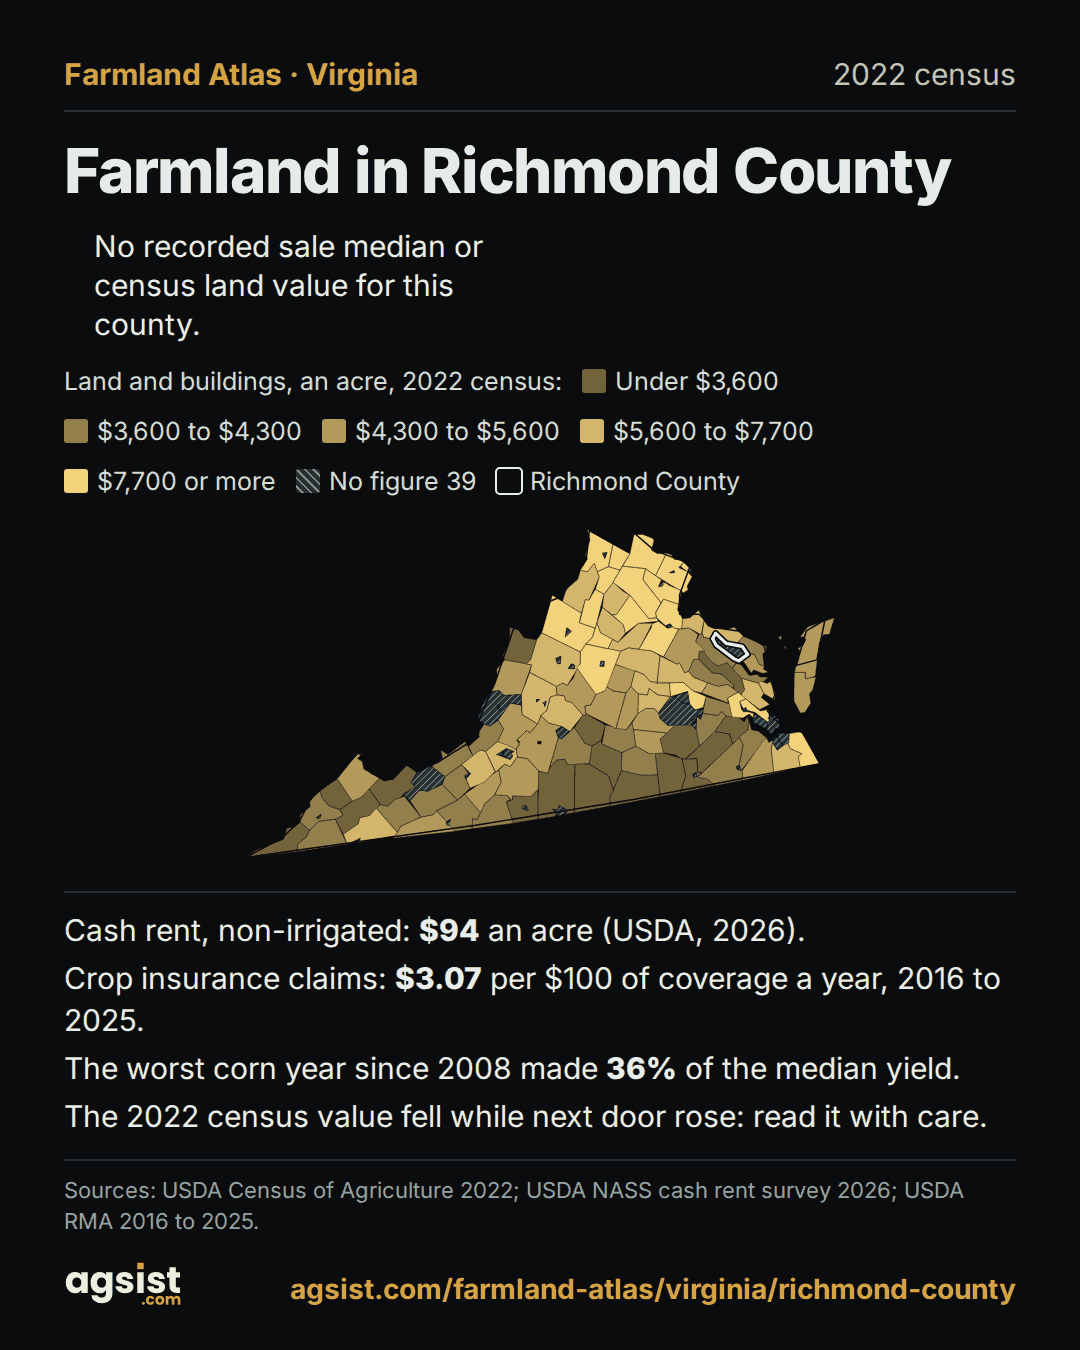 Farmland Atlas · Virginia
2022 census
Farmland in Richmond County
No recorded sale median or
census land value for this
county.
Land and buildings, an acre, 2022 census: Under $3,600
$3,600 to $4,300 $4,300 to $5,600 $5,600 to $7,700
$7,700 or more No figure 39 Richmond County
Cash rent, non-irrigated: $94 an acre (USDA, 2026).
Crop insurance claims: $3.07 per $100 of coverage a year, 2016 to
2025.
The worst corn year since 2008 made 36% of the median yield.
The 2022 census value fell while next door rose: read it with care.
Sources: USDA Census of Agriculture 2022; USDA NASS cash rent survey 2026; USDA
RMA 2016 to 2025.
agsist
.com
agsist.com/farmland-atlas/virginia/richmond-county